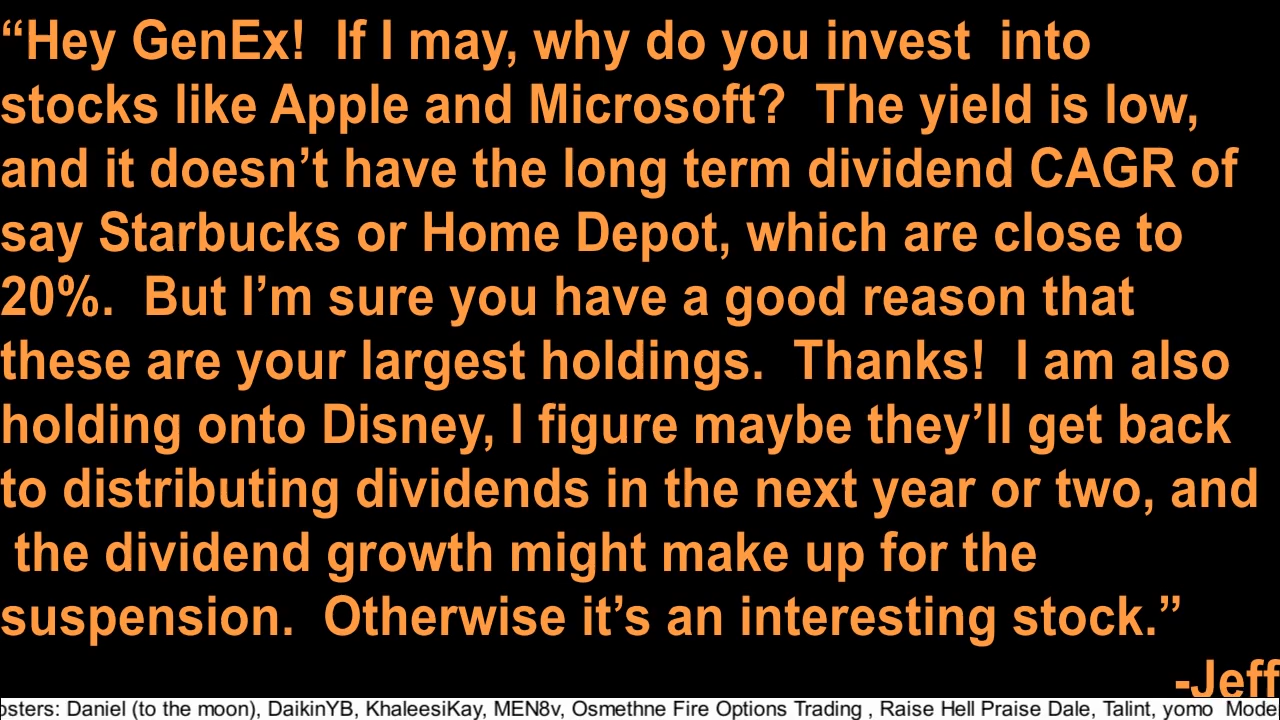 “Hey GenEx!  If I may, why do you invest  into
stocks like Apple and Microsoft?  The yield is low,
and it doesn’t have the long term dividend CAGR of
say Starbucks or Home Depot, which are close to
20%.  But I’m sure you have a good reason that
these are your largest holdings.  Thanks!  I am also
holding onto Disney, I figure maybe they’ll get back
to distributing dividends in the next year or two, and
the dividend growth might make up for the
suspension.  Otherwise it’s an interesting stock.”
-Jeff
osters: Daniel (to the moon), DaikinYB, KhaleesiKay, MEN8v, Osmethne Fire Options Trading , Raise Hell Praise Dale, Talint, yomo  Mode